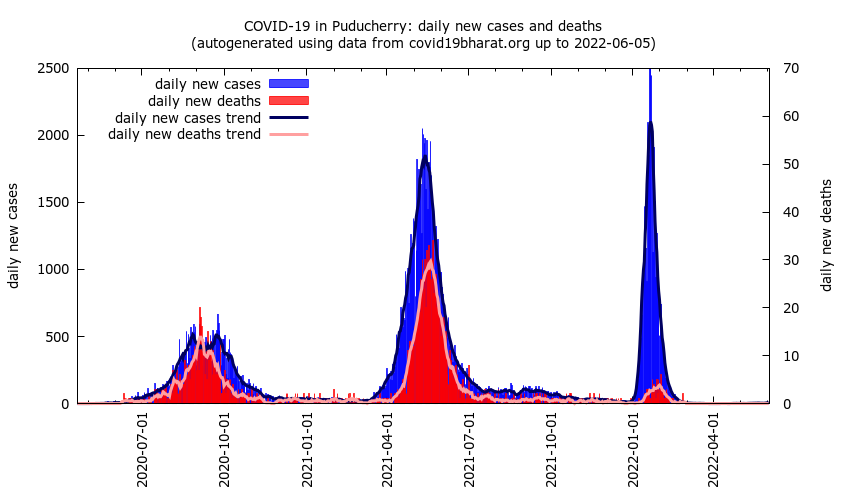 COVID-19 in Puducherry: daily new cases and deaths
(autogenerated using data from covid19bharat.org up to 2022-06-05)
daily new cases
daily new deaths
daily new cases trend
daily new deaths trend
2500
2000
1500
1000
500
0
daily new cases
70
60
50
40
30
20
10
0
daily new deaths
2020-07-01
2020-10-01
2021-01-01
2021-04-01
2021-07-01
2021-10-01
2022-01-01
2022-04-01